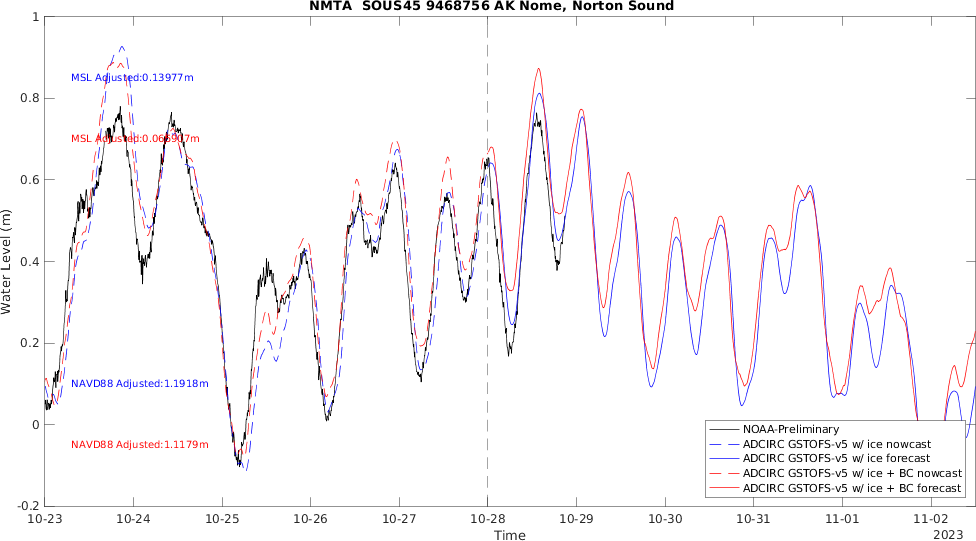 NMTA SOUS45 9468756 AK Nome, Norton Sound
1
0.8
0.6
0.4
0.2
0
-0.2
Water Level (m)
MSL Adjusted:0.13977m
MSL Adjusted:0.065907m
NAVD88 Adjusted:1.1918m
NAVD88 Adjusted:1.1179m
NOAA-Preliminary
ADCIRC GSTOFS-v5 w/ ice nowcast
ADCIRC GSTOFS-v5 w/ ice forecast
ADCIRC GSTOFS-v5 w/ ice + BC nowcast
ADCIRC GSTOFS-v5 w/ ice + BC forecast
10-23 10-24 10-25 10-26 10-27 10-28 10-29 10-30 10-31 11-01 11-02
Time
2023